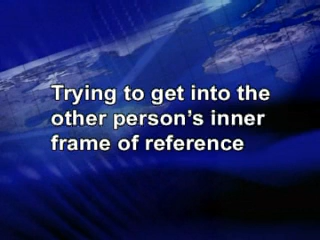 Trying to get into the
other person's inner
frame of reference